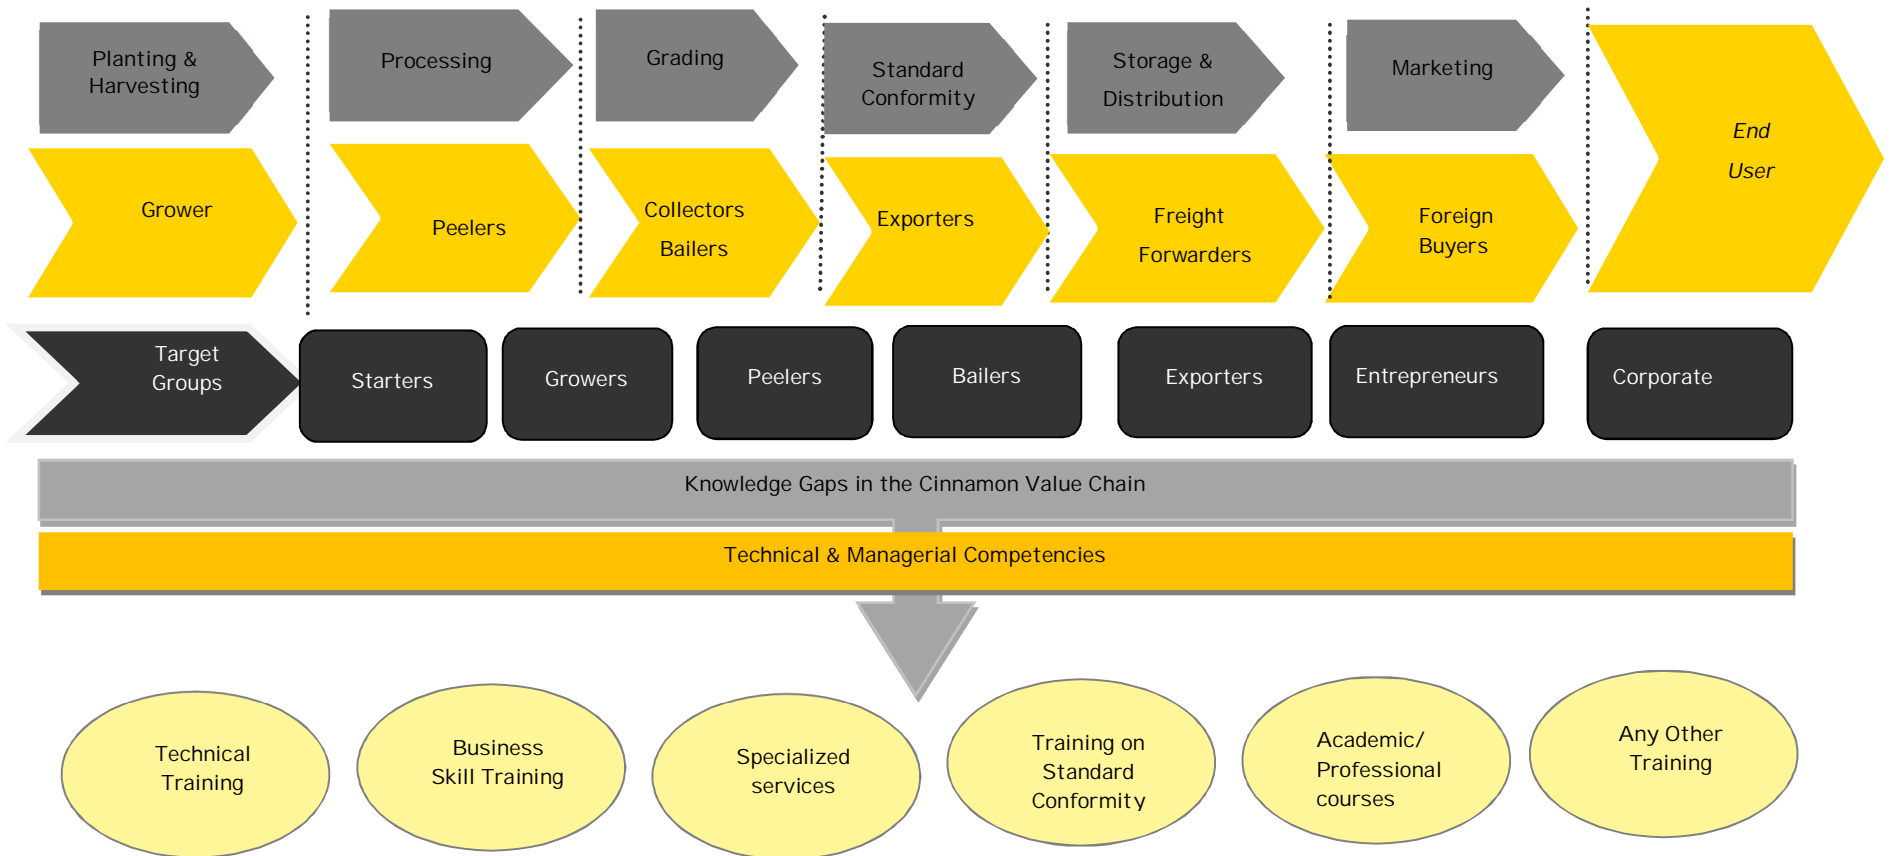 Planting &
Harvesting
Processing
Grading
Standard
Conformity
Storage &
Distribution
Marketing
End
User
Grower
Peelers
Collectors
Bailers
Exporters
Freight
Forwarders
Foreign
Buyers
Target
Groups
Starters
Growers
Peelers
Bailers
Exporters
Entrepreneurs
Corporate
Knowledge Gaps in the Cinnamon Value Chain
Technical & Managerial Competencies
Technical
Training
Business
Skill Training
Specialized
services
Training on
Standard
Conformity
Academic/
Professional
courses
Any Other
Training